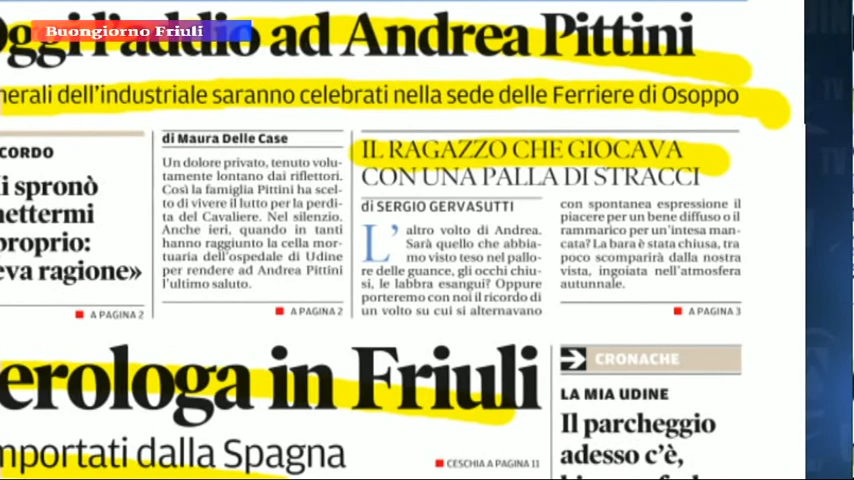 Buongiorno Friuli
Oggi l'addio ad Andrea Pittini
dell'industriale saranno celebrati nella sede delle Ferriere di Osoppo
di Maura Delle Case
Un dolore privato, tenuto volu-
tamente lontano dai riflettori.
Così la famiglia Pittini ha scel-
to di vivere il lutto per la perdi-
ta del Cavaliere. Nel silenzio.
Anche ieri, quando in tanti
hanno raggiunto la cella mor-
tuaria dell'ospedale di Udine
per rendere ad Andrea Pittini
l'ultimo saluto.
A PAGINA 2
spronò
proprio:
ragione»
A PAGINA 2
IL RAGAZZO CHE GIOCAVA
CON UNA PALLA DI STRACCI
di SERGIO GERVASUTTI
L'altro volto di Andrea.
Sarà quello che abbia-
mo visto teso nel pallo-
re delle guance, gli occhi chiu-
si, le labbra esangui? Oppure
porteremo con noi il ricordo di
un volto su cui si alternavano
con spontanea espressione il
piacere per un bene diffuso o il
rammarico per un'intesa man-
cata? La bara è stata chiusa, tra
poco scomparirà dalla nostra
vista, ingoiata nell'atmosfera
autunnale.
A PAGINA 3
in Friuli
dalla Spagna
CESCHIA A PAGINA 11
CRONACHE
LA MIA UDINE
Il parcheggio
adesso c'è,